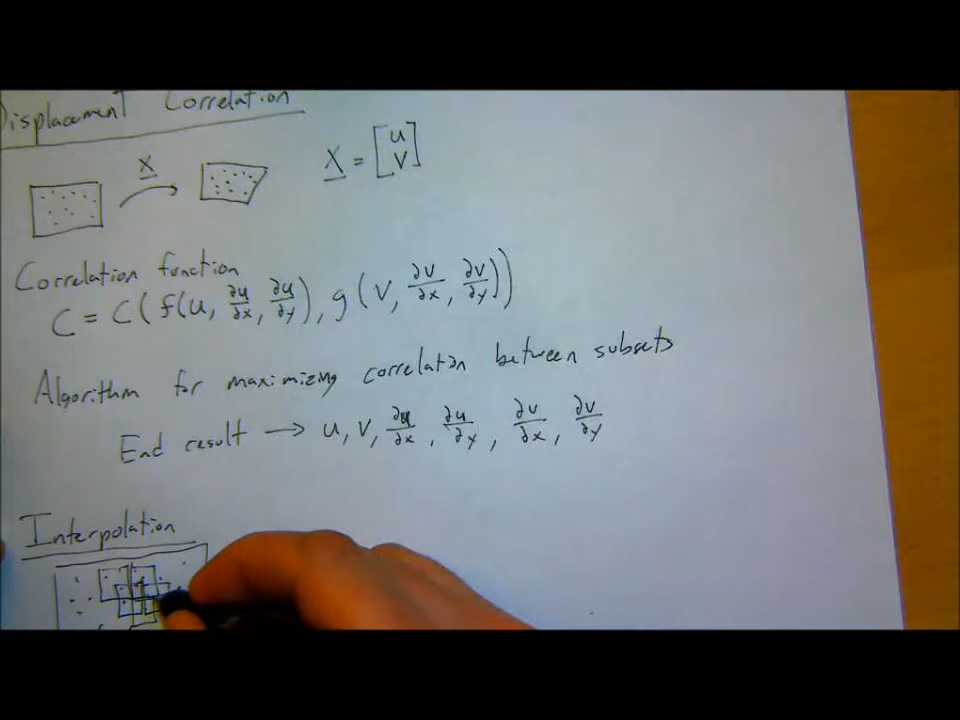 Displacement Correlation
X
X = [u
v]
Correlation function
C = C(f(u, ∂u/∂x, ∂u/∂y), g(v, ∂v/∂x, ∂v/∂y))
Algorithm for maximizing correlation between subsets
End result → u, v, ∂u/∂x, ∂u/∂y, ∂v/∂x, ∂v/∂y
Interpolation